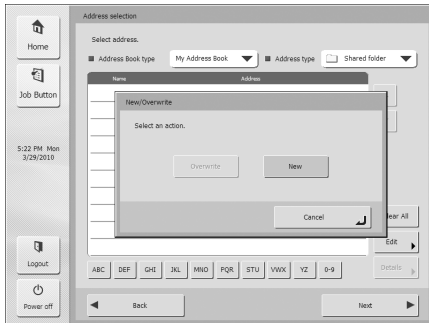 Address selection
Home
Select address.
Address Book type
My Address Book
Address type
Shared folder
Name
Address
Job Button
New/Overwrite
Select an action.
Overwrite
New
5:22 PM Mon
3/29/2010
Cancel
Clear All
Edit
Logout
ABC
DEF
GHI
JKL
MNO
PQR
STU
VWX
YZ
0-9
Details
Power off
Back
Next